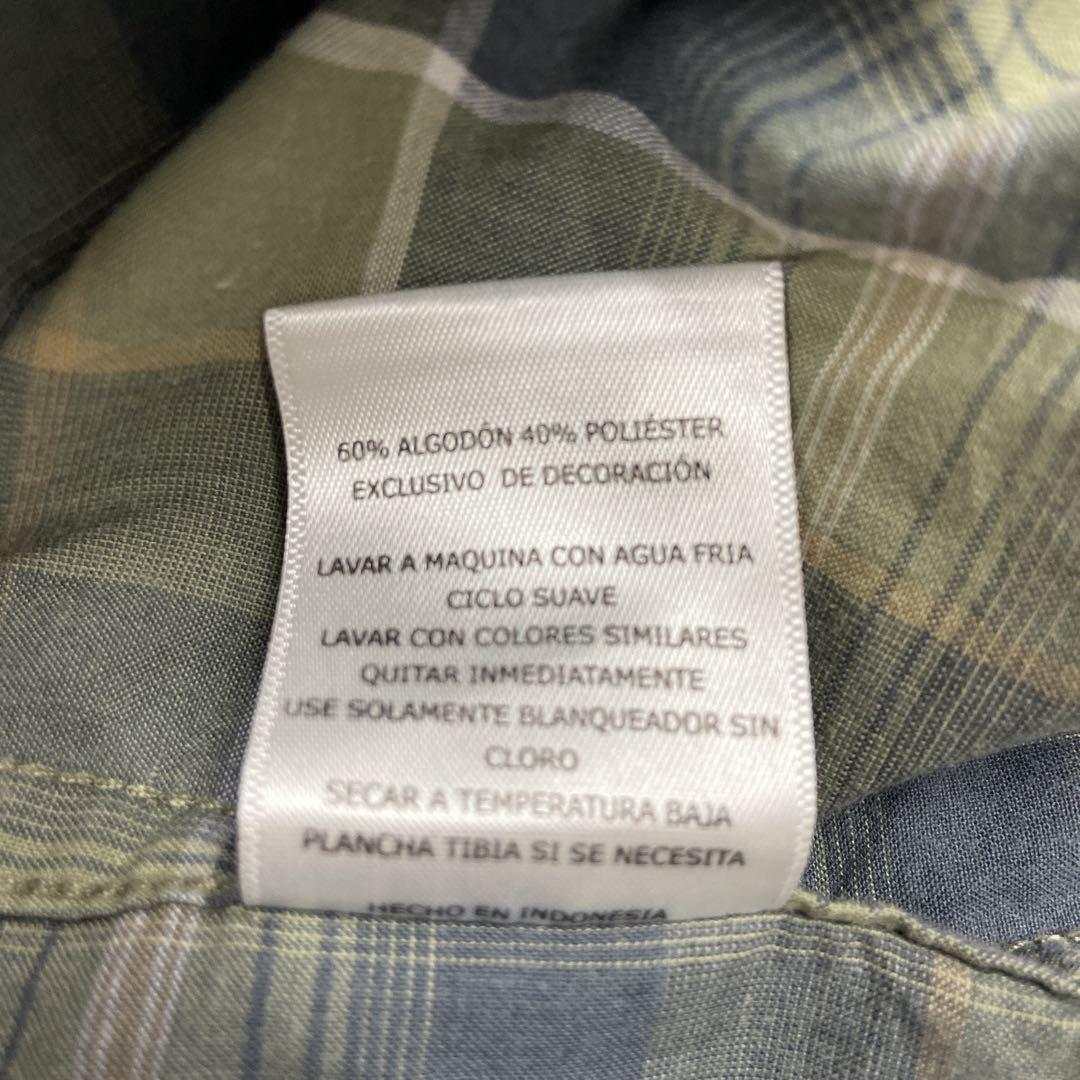 60% ALGODÓN 40% POLIÉSTER
EXCLUSIVO DE DECORACIÓN
LAVAR A MAQUINA CON AGUA FRIA
CICLO SUAVE
LAVAR CON COLORES SIMILARES
QUITAR INMEDIATAMENTE
USE SOLAMENTE BLANQUEADOR SIN
CLORO
SECAR A TEMPERATURA BAJA
PLANCHA TIBIA SI SE NECESITA
HECHO EN INDONESIA